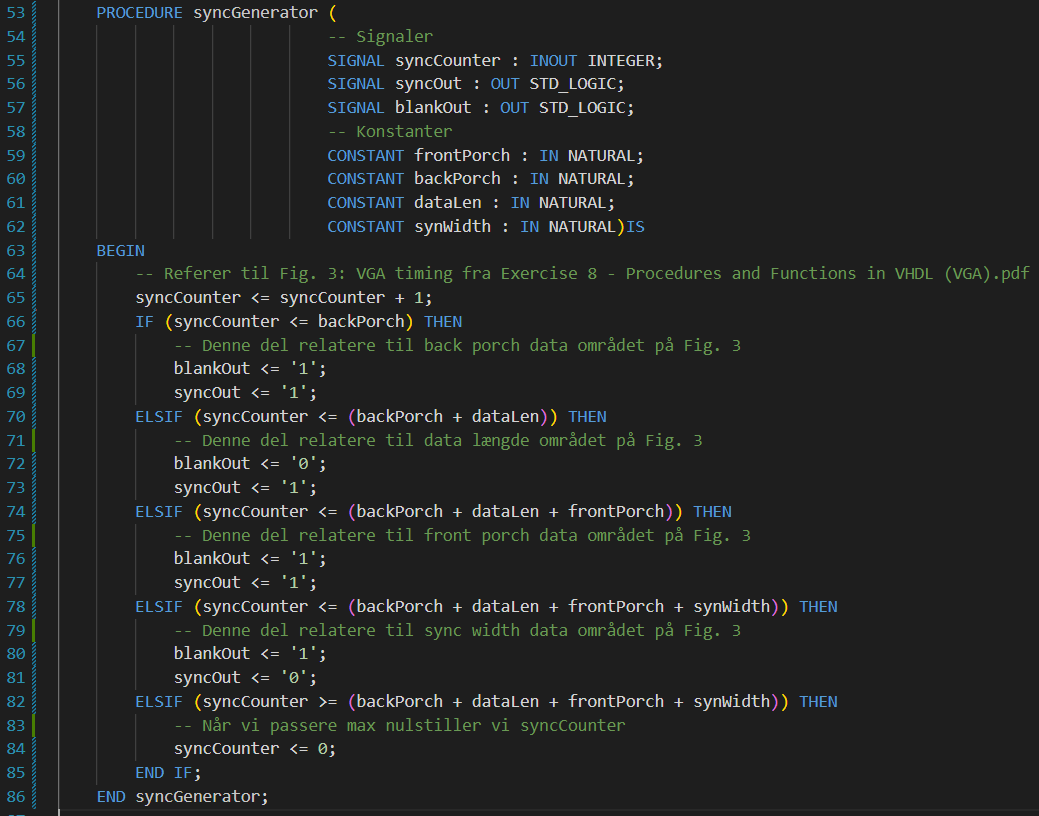 53 PROCEDURE syncGenerator (
54 -- Signaler
55 SIGNAL syncCounter : INOUT INTEGER;
56 SIGNAL syncOut : OUT STD_LOGIC;
57 SIGNAL blankOut : OUT STD_LOGIC;
58 -- Konstanter
59 CONSTANT frontPorch : IN NATURAL;
60 CONSTANT backPorch : IN NATURAL;
61 CONSTANT dataLen : IN NATURAL;
62 CONSTANT synWidth : IN NATURAL)IS
63 BEGIN
64 -- Referer til Fig. 3: VGA timing fra Exercise 8 - Procedures and Functions in VHDL (VGA).pdf
65 syncCounter <= syncCounter + 1;
66 IF (syncCounter <= backPorch) THEN
67 -- Denne del relatere til back porch data området på Fig. 3
68 blankOut <= '1';
69 syncOut <= '1';
70 ELSIF (syncCounter <= (backPorch + dataLen)) THEN
71 -- Denne del relatere til data længde området på Fig. 3
72 blankOut <= '0';
73 syncOut <= '1';
74 ELSIF (syncCounter <= (backPorch + dataLen + frontPorch)) THEN
75 -- Denne del relatere til front porch data området på Fig. 3
76 blankOut <= '1';
77 syncOut <= '1';
78 ELSIF (syncCounter <= (backPorch + dataLen + frontPorch + synWidth)) THEN
79 -- Denne del relatere til sync width data området på Fig. 3
80 blankOut <= '1';
81 syncOut <= '0';
82 ELSIF (syncCounter >= (backPorch + dataLen + frontPorch + synWidth)) THEN
83 -- Når vi passere max nulstiller vi syncCounter
84 syncCounter <= 0;
85 END IF;
86 END syncGenerator;